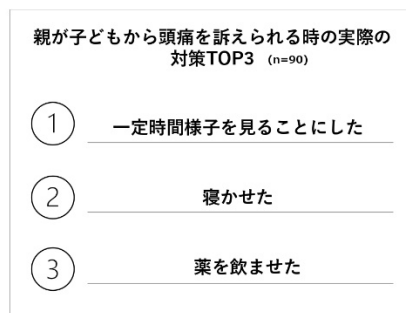 親が子どもから頭痛を訴えられる時の実際の
対策TOP3 (n=90)
1 一定時間様子を見ることにした
2 寝かせた
3 薬を飲ませた